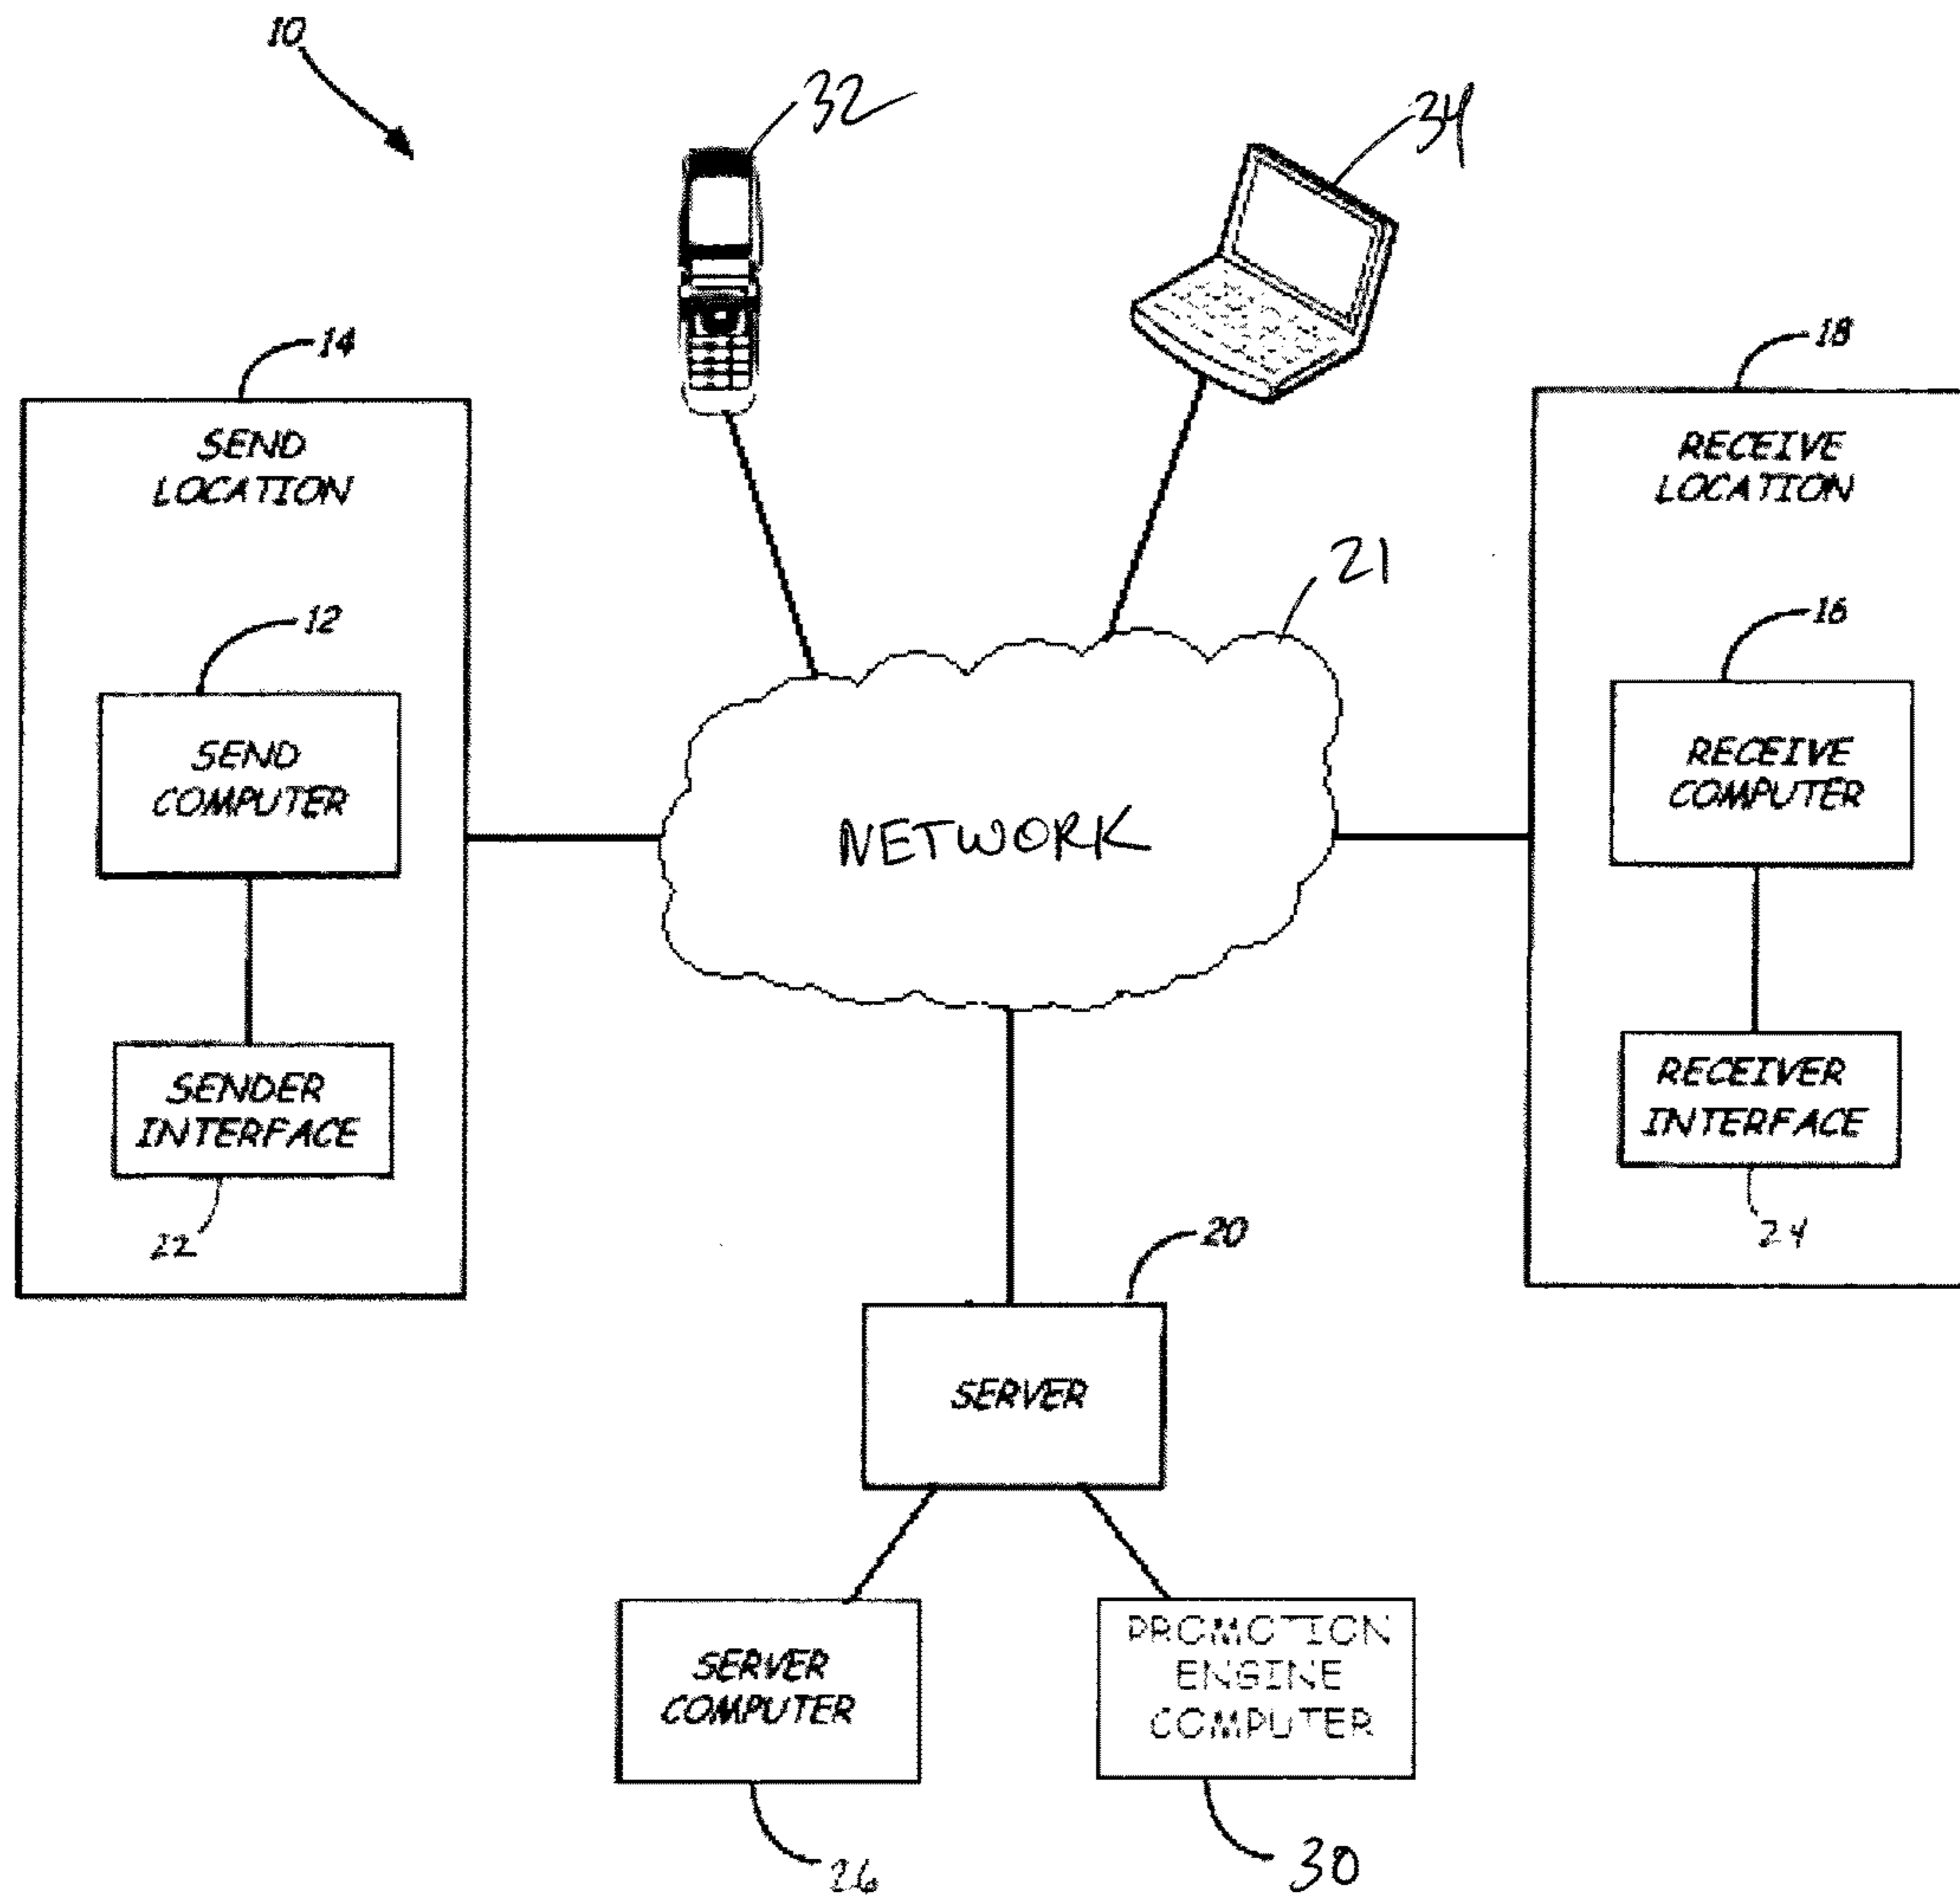 10
32
34
14
18
SEND
LOCATION
RECEIVE
LOCATION
21
12
16
SEND
COMPUTER
RECEIVE
COMPUTER
NETWORK
SENDER
INTERFACE
RECEIVER
INTERFACE
22
24
20
SERVER
SERVER
COMPUTER
PROMOTION
ENGINE
COMPUTER
26
30